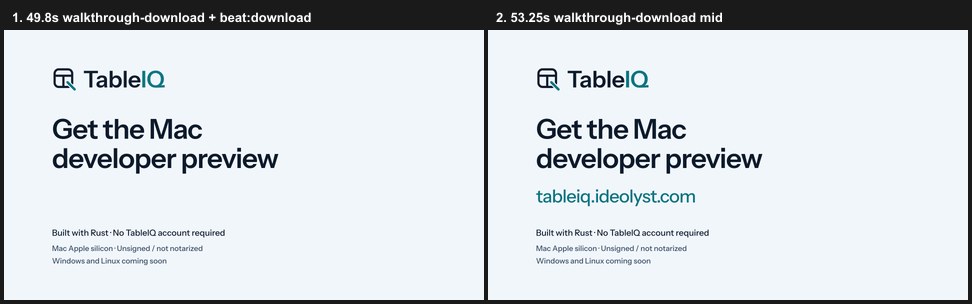 1. 49.8s walkthrough-download + beat:download
TableIQ
Get the Mac
developer preview
Built with Rust · No TableIQ account required
Mac Apple silicon · Unsigned / not notarized
Windows and Linux coming soon
2. 53.25s walkthrough-download mid
TableIQ
Get the Mac
developer preview
tableiq.ideolyst.com
Built with Rust · No TableIQ account required
Mac Apple silicon · Unsigned / not notarized
Windows and Linux coming soon